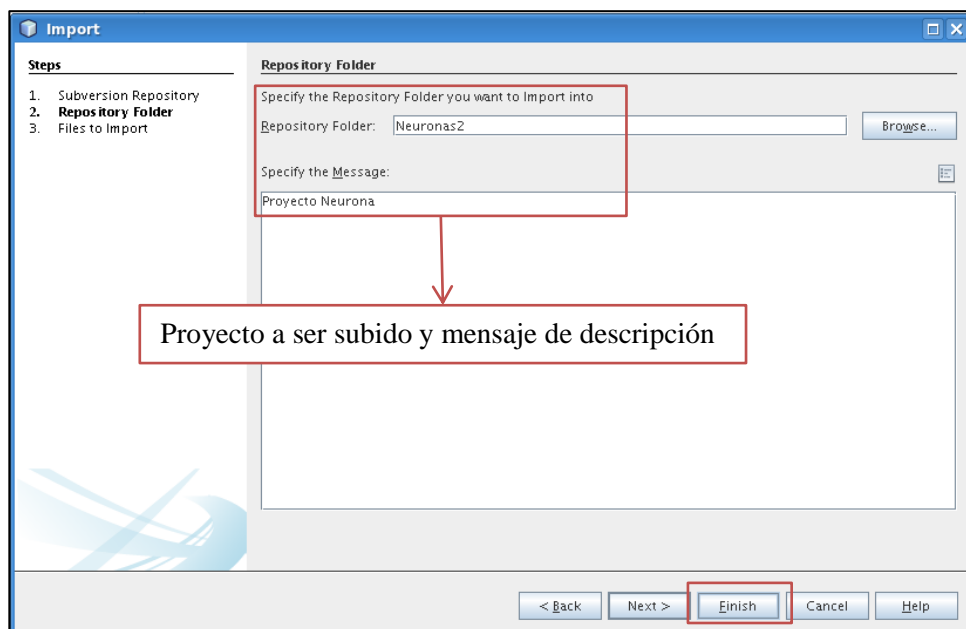 Import
Steps
1. Subversion Repository
2. Repository Folder
3. Files to Import
Repository Folder
Specify the Repository Folder you want to Import into
Repository Folder: Neuronas2 Browse...
Specify the Message:
Proyecto Neurona
Proyecto a ser subido y mensaje de descripción
< Back Next > Finish Cancel Help